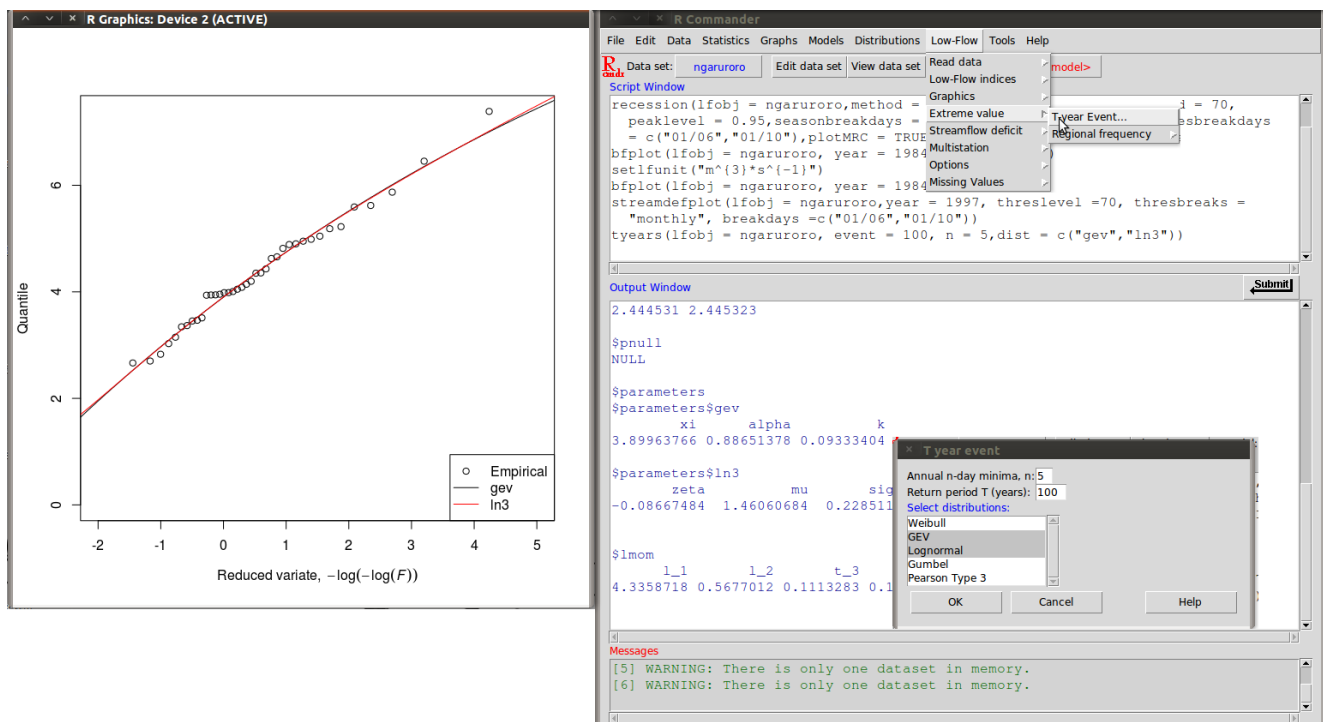 R Graphics: Device 2 (ACTIVE)
Quantile
6
4
2
0
-2 -1 0 1 2 3 4 5
Reduced variate, −log(−log(F))
Empirical
gev
ln3
R Commander
File Edit Data Statistics Graphs Models Distributions Low-Flow Tools Help
R cmdr Data set: ngaruroro Edit data set View data set model>
Read data
Low-Flow indices
Graphics
Extreme value
Streamflow deficit
Multistation
Options
Missing Values
T year Event...
Regional frequency
Script Window
recession(lfobj = ngaruroro,method = d = 70,
peaklevel = 0.95,seasonbreakdays = esbreakdays
= c("01/06","01/10"),plotMRC = TRUE
bfplot(lfobj = ngaruroro, year = 1984 )
setlfunit("m^{3}*s^{-1}")
bfplot(lfobj = ngaruroro, year = 1984
streamdefplot(lfobj = ngaruroro,year = 1997, threslevel =70, thresbreaks =
"monthly", breakdays =c("01/06","01/10"))
tyears(lfobj = ngaruroro, event = 100, n = 5,dist = c("gev","ln3"))
Output Window
Submit
2.444531 2.445323
$pnull
NULL
$parameters
$parameters$gev
xi alpha k
3.89963766 0.88651378 0.09333404
$parameters$ln3
zeta mu sig
-0.08667484 1.46060684 0.228511
$lmom
l_1 l_2 t_3
4.3358718 0.5677012 0.1113283 0.1
T year event
Annual n-day minima, n: 5
Return period T (years): 100
Select distributions:
Weibull
GEV
Lognormal
Gumbel
Pearson Type 3
OK Cancel Help
Messages
[5] WARNING: There is only one dataset in memory.
[6] WARNING: There is only one dataset in memory.